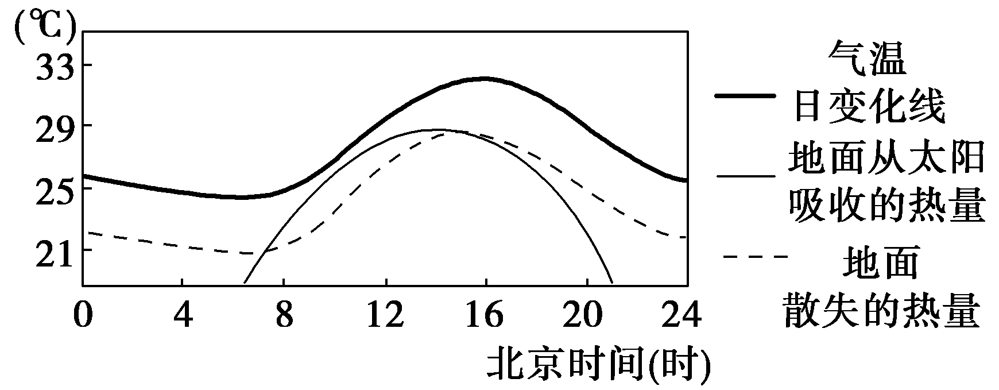 (℃)
33
29
25
21
0 4 8 12 16 20 24
北京时间(时)
气温
日变化线
地面从太阳
吸收的热量
地面
散失的热量